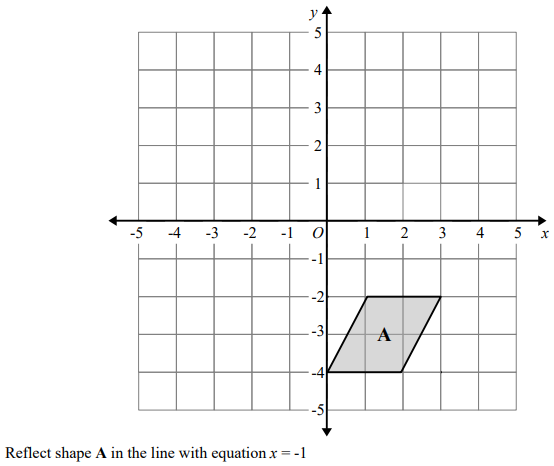 y
5
4
3
2
1
-5 -4 -3 -2 -1 O 1 2 3 4 5 x
-1
-2
-3
A
-4
-5
Reflect shape A in the line with equation x = -1